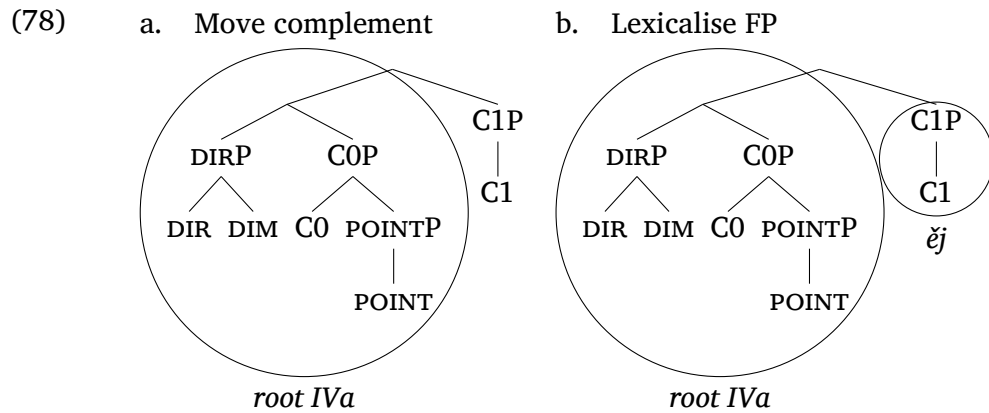 (78) a. Move complement b. Lexicalise FP
C1P C1P
DIRP C0P DIRP C0P
C1 C1
DIR DIM C0 POINTP DIR DIM C0 POINTP
ěj
POINT POINT
root IVa root IVa